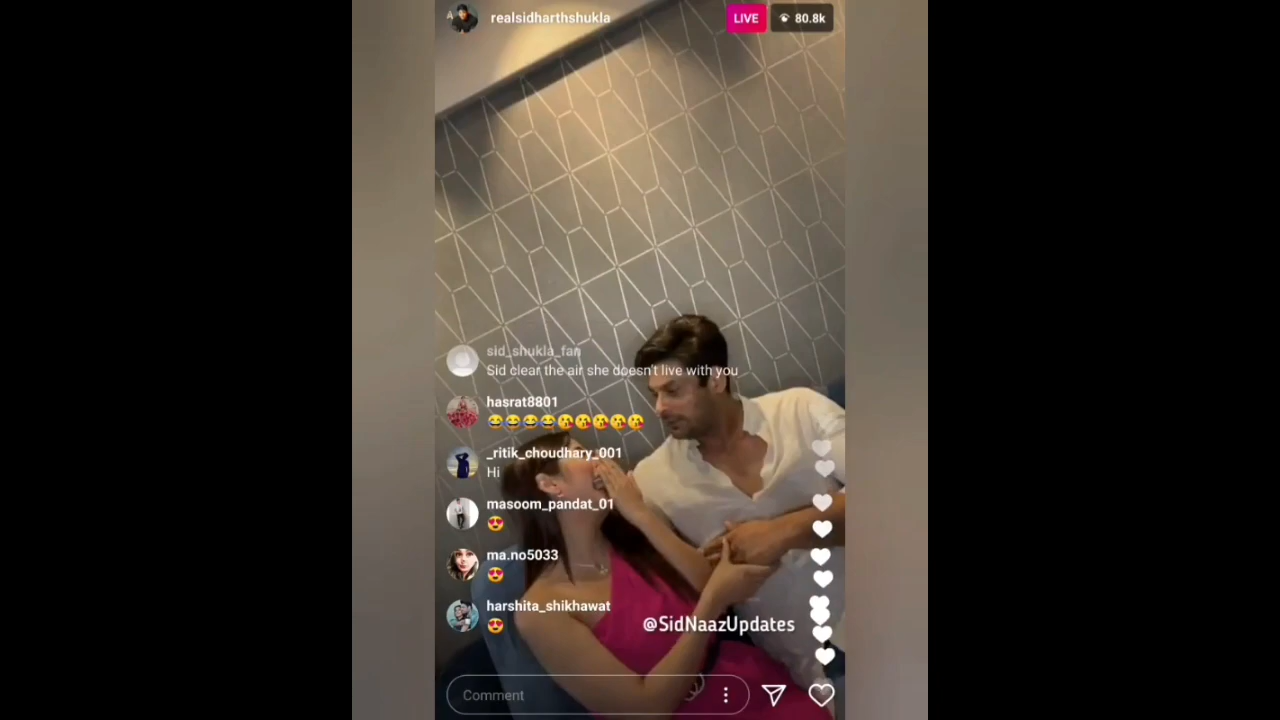 realsidharthshukla
LIVE
80.8k
sid_shukla_fan
Sid clear the air she doesn't live with you
hasrat8801
😂😂😂😂😘😘😘😘😘
_ritik_choudhary_001
Hi
masoom_pandat_01
😍
ma.no5033
😍
harshita_shikhawat
😍
@SidNaazUpdates
Comment